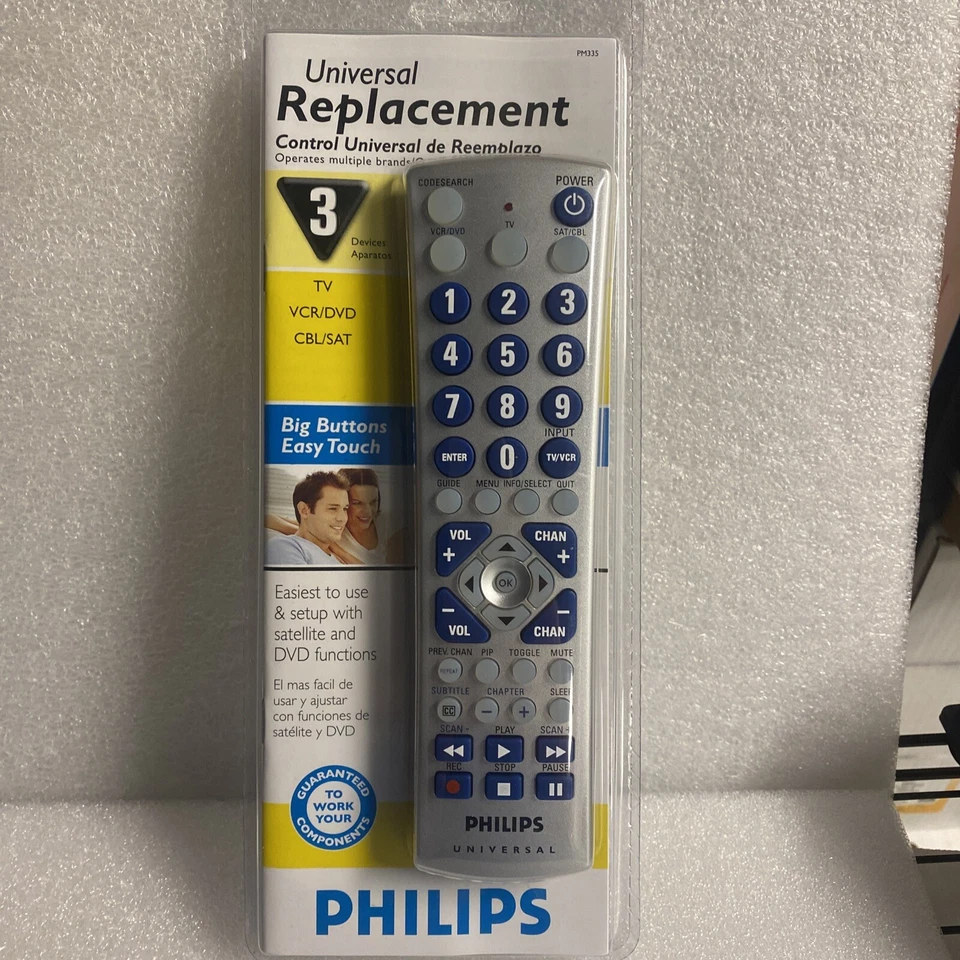 PM335
Universal
Replacement
Control Universal de Reemplazo
Operates multiple brands
3
Devices
Aparatos
TV
VCR/DVD
CBL/SAT
Big Buttons
Easy Touch
Easiest to use
& setup with
satellite and
DVD functions
El mas facil de
usar y ajustar
con funciones de
satélite y DVD
GUARANTEED
TO
WORK
YOUR
COMPONENTS
PHILIPS
CODESEARCH POWER
VCR/DVD TV SAT/CBL
1 2 3
4 5 6
7 8 9
INPUT
ENTER 0 TV/VCR
GUIDE MENU INFO/SELECT QUIT
VOL CHAN
+ +
OK
− −
VOL CHAN
PREV. CHAN PIP TOGGLE MUTE
REPEAT
SUBTITLE CHAPTER SLEEP
CC − +
SCAN - PLAY SCAN +
REC STOP PAUSE
PHILIPS
UNIVERSAL